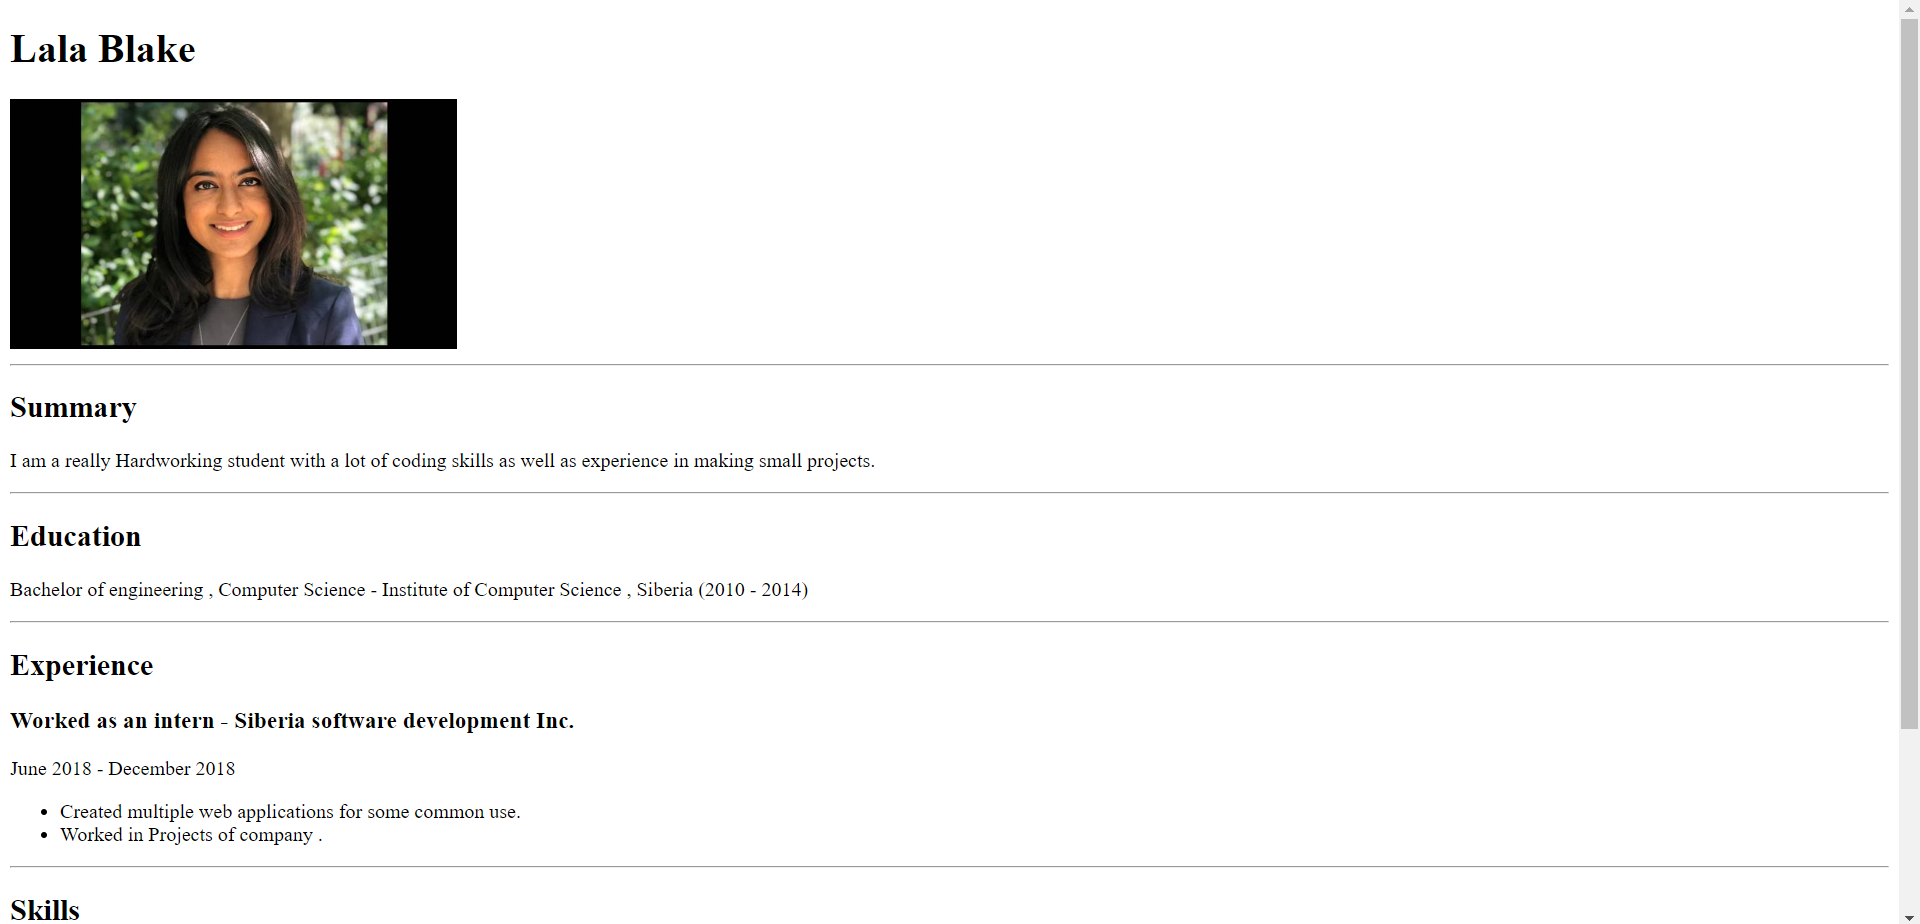 Lala Blake
Summary
I am a really Hardworking student with a lot of coding skills as well as experience in making small projects.
Education
Bachelor of engineering , Computer Science - Institute of Computer Science , Siberia (2010 - 2014)
Experience
Worked as an intern - Siberia software development Inc.
June 2018 - December 2018
• Created multiple web applications for some common use.
• Worked in Projects of company .
Skills